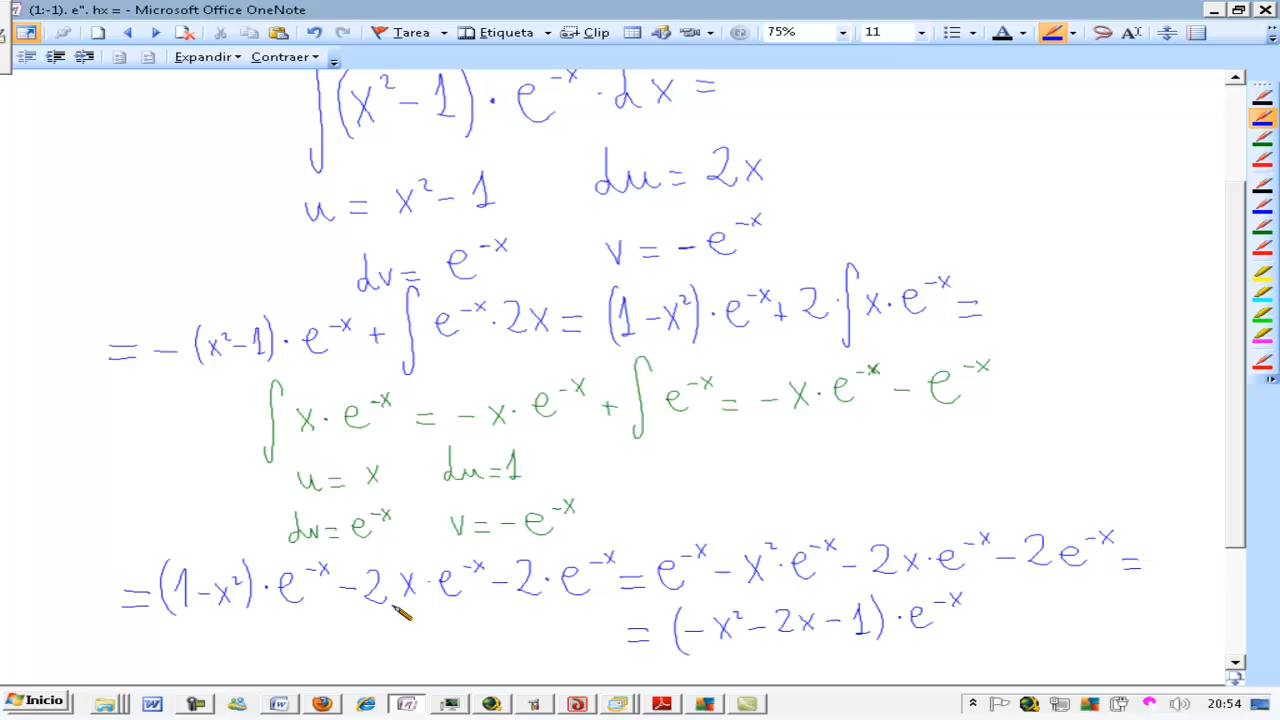 (1:-1). e". hx = - Microsoft Office OneNote
Tarea Etiqueta Clip 75% 11
Expandir Contraer
∫(x²-1)·e⁻ˣ·dx =
u = x²-1 du = 2x
dv = e⁻ˣ v = -e⁻ˣ
= -(x²-1)·e⁻ˣ + ∫e⁻ˣ·2x = (1-x²)·e⁻ˣ + 2·∫x·e⁻ˣ =
∫x·e⁻ˣ = -x·e⁻ˣ + ∫e⁻ˣ = -x·e⁻ˣ - e⁻ˣ
u = x du = 1
dv = e⁻ˣ v = -e⁻ˣ
= (1-x²)·e⁻ˣ - 2x·e⁻ˣ - 2·e⁻ˣ = e⁻ˣ - x²·e⁻ˣ - 2x·e⁻ˣ - 2e⁻ˣ =
= (-x²-2x-1)·e⁻ˣ
Inicio 20:54